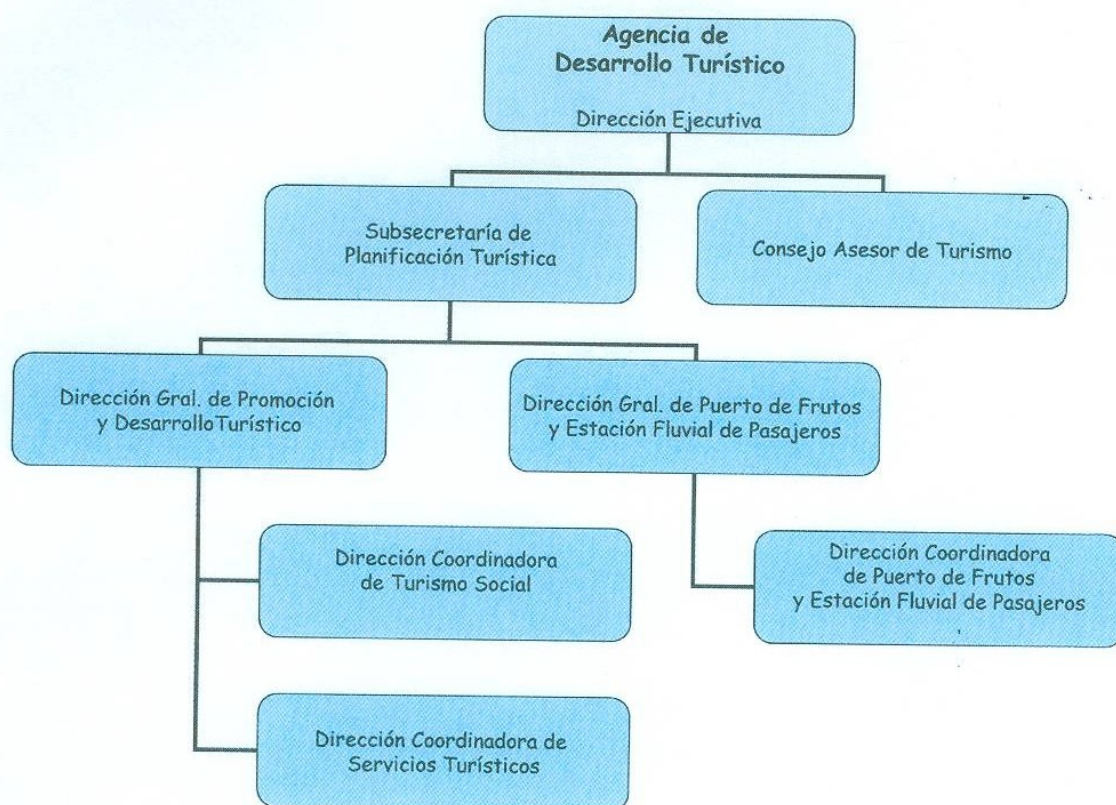 Agencia de
Desarrollo Turístico
Dirección Ejecutiva
Subsecretaría de
Planificación Turística
Consejo Asesor de Turismo
Dirección Gral. de Promoción
y DesarrolloTurístico
Dirección Gral. de Puerto de Frutos
y Estación Fluvial de Pasajeros
Dirección Coordinadora
de Turismo Social
Dirección Coordinadora
de Puerto de Frutos
y Estación Fluvial de Pasajeros
Dirección Coordinadora de
Servicios Turísticos